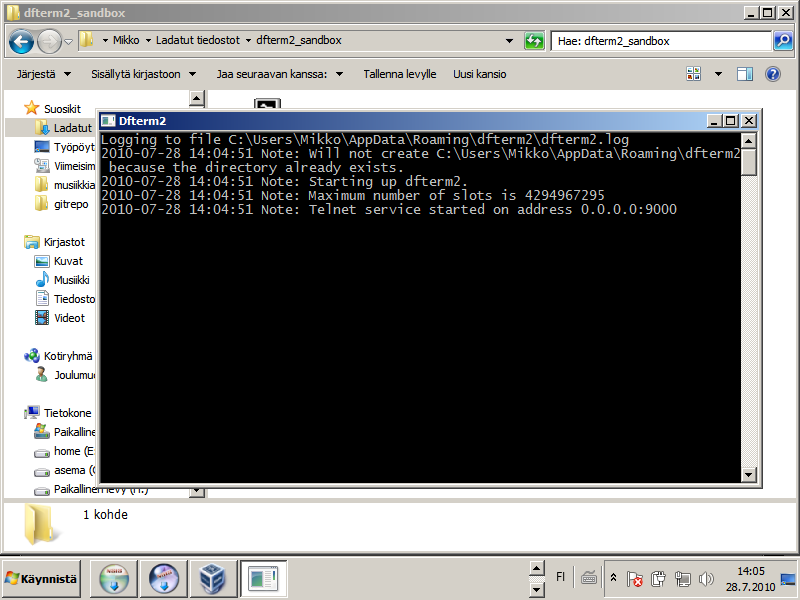 dfterm2_sandbox
Mikko Ladatut tiedostot dfterm2_sandbox
Hae: dfterm2_sandbox
Järjestä Sisällytä kirjastoon Jaa seuraavan kanssa: Tallenna levylle Uusi kansio
Suosikit
Ladatut
Työpöyt
Viimeisim
musiikkia
gitrepo
Kirjastot
Kuvat
Musiikki
Tiedosto
Videot
Kotiryhmä
Joulumu
Tietokone
Paikalline
home (E
asema (
Paikallinen levy (H:)
Dfterm2
Logging to file C:\Users\Mikko\AppData\Roaming\dfterm2\dfterm2.log
2010-07-28 14:04:51 Note: Will not create C:\Users\Mikko\AppData\Roaming\dfterm2
because the directory already exists.
2010-07-28 14:04:51 Note: Starting up dfterm2.
2010-07-28 14:04:51 Note: Maximum number of slots is 4294967295
2010-07-28 14:04:51 Note: Telnet service started on address 0.0.0.0:9000
1 kohde
Käynnistä
FI
14:05
28.7.2010